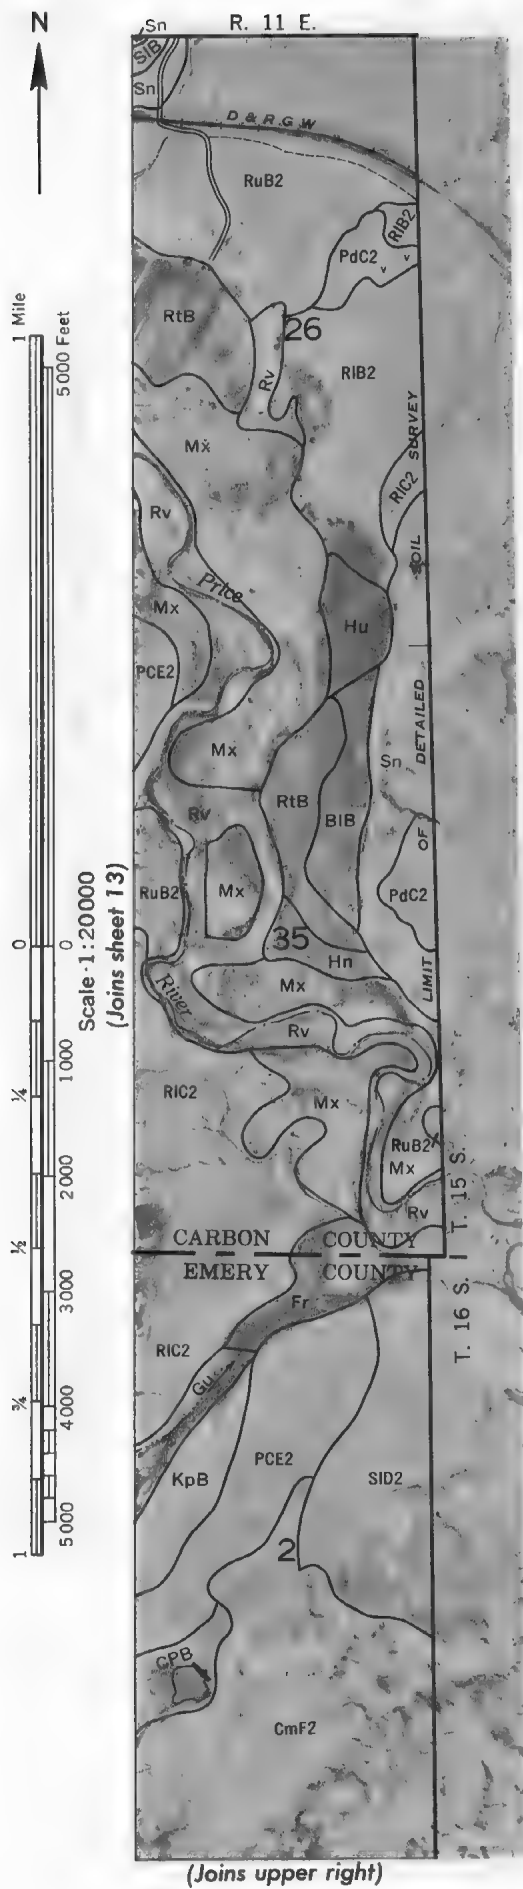 N
R. 11 E.
Sn
SIB
Sn
D & R G W
RuB2
RIB2
PdC2
RtB
26
Rv
RIB2
Mx
RIC2
Rv
Price
Mx
Hu
PCE2
Mx
Sn
RtB
BIB
Rv
RuB2
Mx
PdC2
35
Hn
Mx
River
Rv
RIC2
Mx
RuB2
Mx
Rv
LIMIT OF DETAILED SOIL SURVEY
CARBON COUNTY
EMERY COUNTY
T. 15 S.
T. 16 S.
Fr
RIC2
Gu
KpB
PCE2
SID2
2
CPB
CmF2
1 Mile
5000 Feet
Scale 1:20000
(Joins sheet 13)
0
0
1/4
1000
2000
1/2
3000
3/4
4000
1
5000
(Joins upper right)